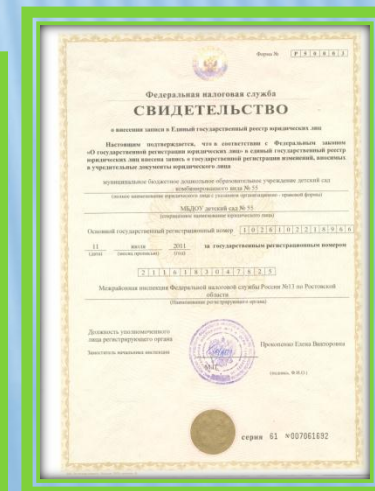 Форма № Р 5 0 0 0 3
Федеральная налоговая служба
СВИДЕТЕЛЬСТВО
о внесении записи в Единый государственный реестр юридических лиц
Настоящим подтверждается, что в соответствии с Федеральным законом
«О государственной регистрации юридических лиц» в единый государственный реестр
юридических лиц внесена запись о государственной регистрации изменений, вносимых
в учредительные документы юридического лица
муниципальное бюджетное дошкольное образовательное учреждение детский сад
комбинированного вида № 55
(полное наименование юридического лица с указанием организационно - правовой формы)
МБДОУ детский сад № 55
(сокращенное наименование юридического лица)
Основной государственный регистрационный номер 1 0 2 6 1 0 2 2 1 8 9 6 6
11 июля 2011 за государственным регистрационным номером
(дата) (месяц прописью) (год)
2 1 1 6 1 8 3 0 4 7 6 2 5
Межрайонная инспекция Федеральной налоговой службы России №13 по Ростовской
области
(Наименование регистрирующего органа)
Должность уполномоченного
лица регистрирующего органа
Заместитель начальника инспекции
Елена Викторовна
(подпись, Ф.И.О.)
серия 61 №007061692